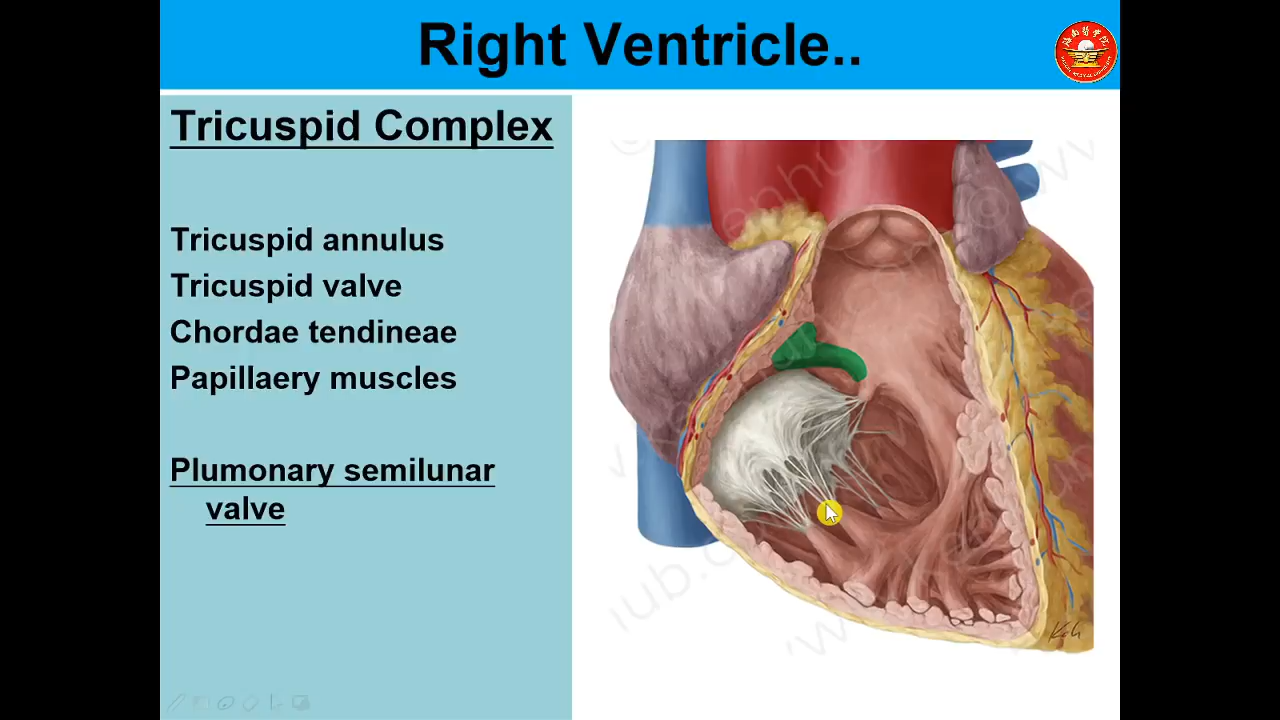 Right Ventricle..
Tricuspid Complex
Tricuspid annulus
Tricuspid valve
Chordae tendineae
Papillaery muscles
Plumonary semilunar
valve